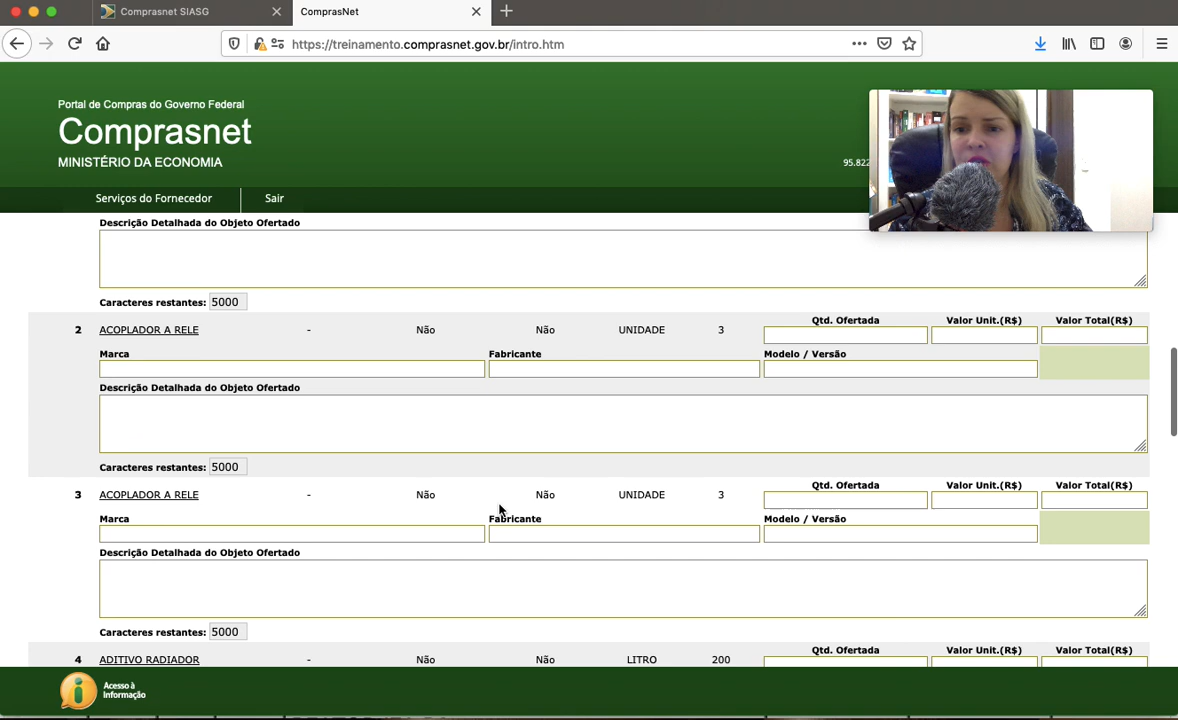 Comprasnet SIASG
ComprasNet
https://treinamento.comprasnet.gov.br/intro.htm
Portal de Compras do Governo Federal
Comprasnet
MINISTÉRIO DA ECONOMIA
95.822
Serviços do Fornecedor
Sair
Descrição Detalhada do Objeto Ofertado
Caracteres restantes: 5000
Qtd. Ofertada Valor Unit.(R$) Valor Total(R$)
2 ACOPLADOR A RELE - Não Não UNIDADE 3
Marca Fabricante Modelo / Versão
Descrição Detalhada do Objeto Ofertado
Caracteres restantes: 5000
Qtd. Ofertada Valor Unit.(R$) Valor Total(R$)
3 ACOPLADOR A RELE - Não Não UNIDADE 3
Marca Fabricante Modelo / Versão
Descrição Detalhada do Objeto Ofertado
Caracteres restantes: 5000
Qtd. Ofertada Valor Unit.(R$) Valor Total(R$)
4 ADITIVO RADIADOR - Não Não LITRO 200
Acesso à
Informação